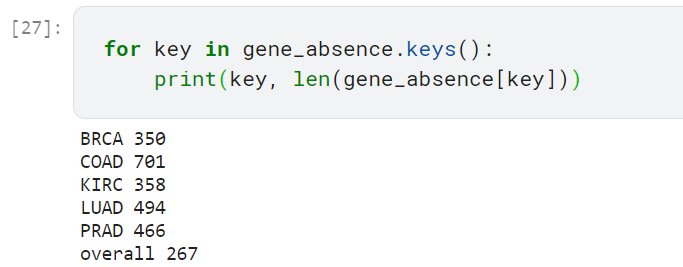 [27]:
for key in gene_absence.keys():
    print(key, len(gene_absence[key]))
BRCA 350
COAD 701
KIRC 358
LUAD 494
PRAD 466
overall 267